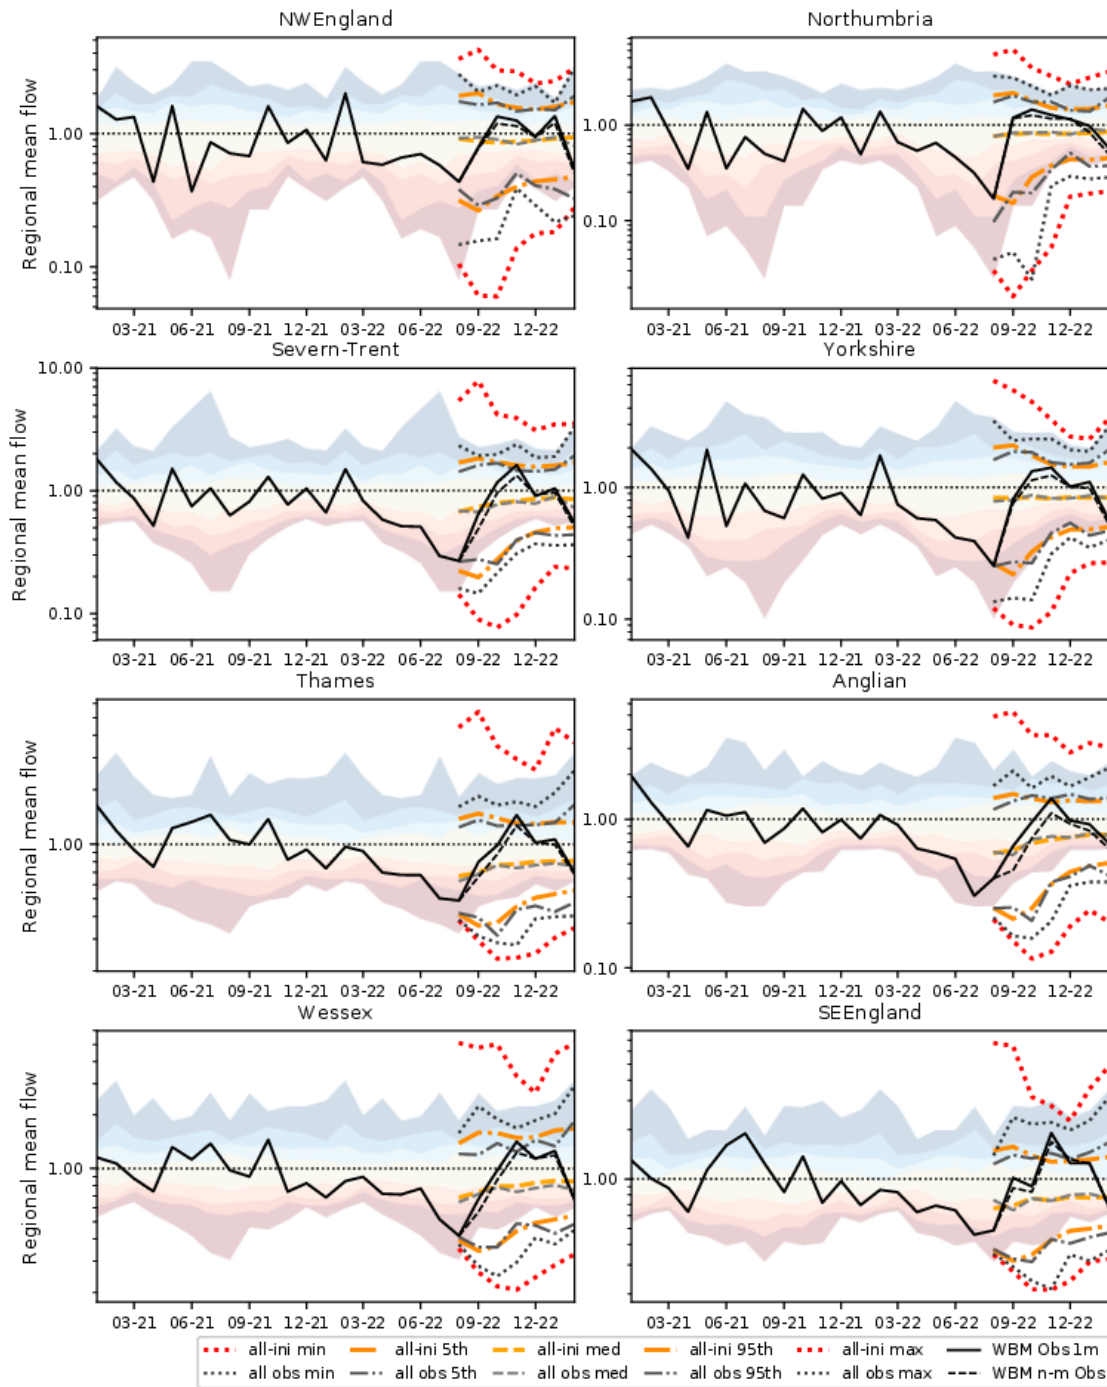 NWEngland Northumbria
Regional mean flow
1.00 1.00
0.10 0.10
03-21 06-21 09-21 12-21 03-22 06-22 09-22 12-22 03-21 06-21 09-21 12-21 03-22 06-22 09-22 12-22
Severn-Trent Yorkshire
Regional mean flow
10.00
1.00 1.00
0.10 0.10
03-21 06-21 09-21 12-21 03-22 06-22 09-22 12-22 03-21 06-21 09-21 12-21 03-22 06-22 09-22 12-22
Thames Anglian
Regional mean flow
1.00 1.00
0.10
03-21 06-21 09-21 12-21 03-22 06-22 09-22 12-22 03-21 06-21 09-21 12-21 03-22 06-22 09-22 12-22
Wessex SEEngland
Regional mean flow
1.00 1.00
03-21 06-21 09-21 12-21 03-22 06-22 09-22 12-22 03-21 06-21 09-21 12-21 03-22 06-22 09-22 12-22
all-ini min all-ini 5th all-ini med all-ini 95th all-ini max WBM Obs 1m
all obs min all obs 5th all obs med all obs 95th all obs max WBM n-m Obs